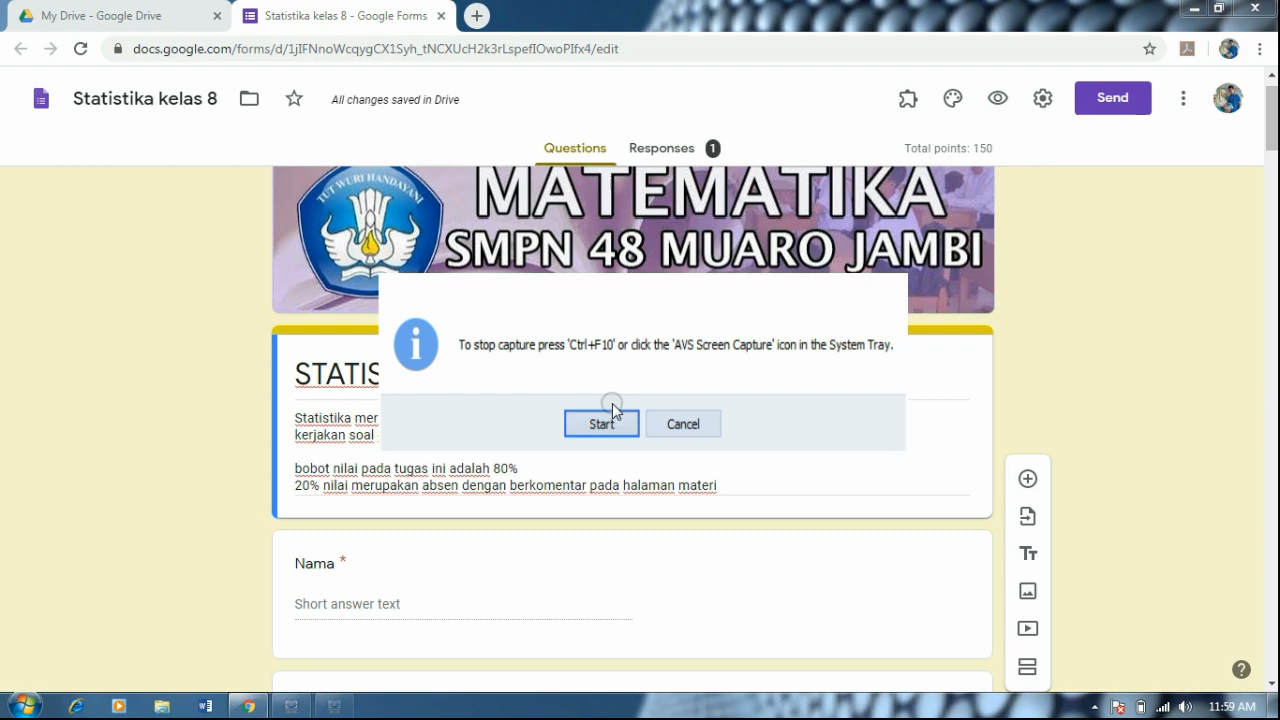 My Drive - Google Drive
Statistika kelas 8 - Google Forms
docs.google.com/forms/d/1jIFNnoWcqygCX1Syh_tNCXUcH2k3rLspefIOwoPIfx4/edit
Statistika kelas 8
All changes saved in Drive
Send
Questions
Responses 1
Total points: 150
TUT WURI HANDAYANI
MATEMATIKA
SMPN 48 MUARO JAMBI
To stop capture press 'Ctrl+F10' or click the 'AVS Screen Capture' icon in the System Tray.
STATIS
Statistika mer
kerjakan soal
Start
Cancel
bobot nilai pada tugas ini adalah 80%
20% nilai merupakan absen dengan berkomentar pada halaman materi
Nama *
Short answer text
11:59 AM